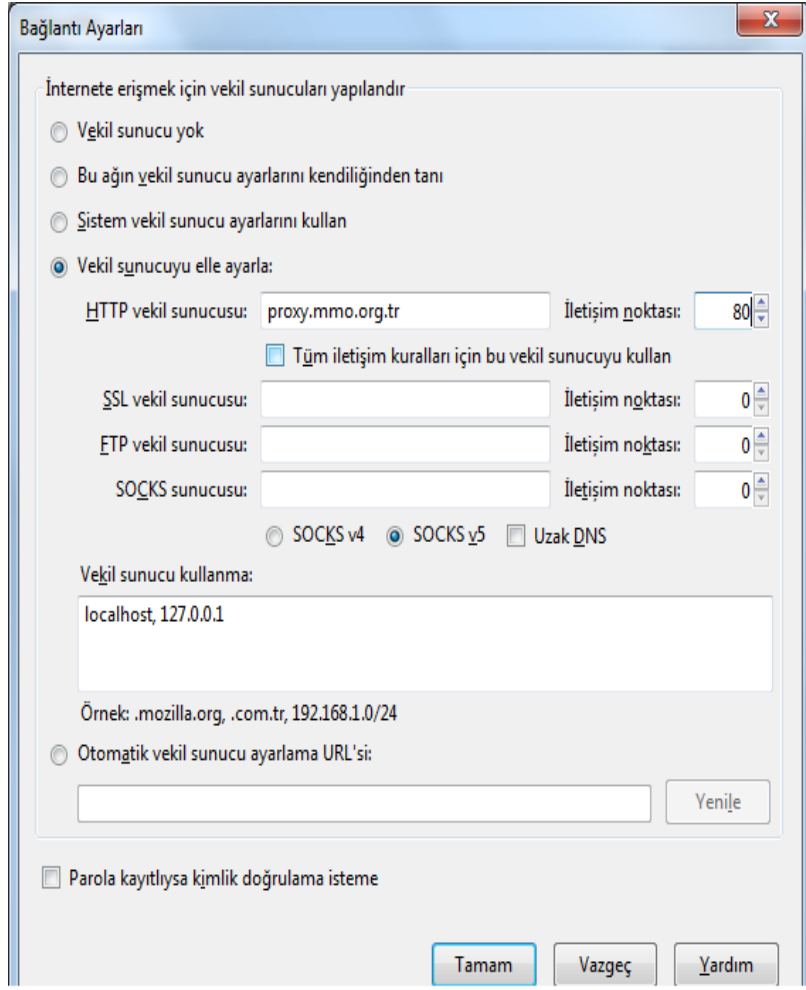 Bağlantı Ayarları
İnternete erişmek için vekil sunucuları yapılandır
Vekil sunucu yok
Bu ağın vekil sunucu ayarlarını kendiliğinden tanı
Sistem vekil sunucu ayarlarını kullan
Vekil sunucuyu elle ayarla:
HTTP vekil sunucusu: proxy.mmo.org.tr İletişim noktası: 80
Tüm iletişim kuralları için bu vekil sunucuyu kullan
SSL vekil sunucusu: İletişim noktası: 0
FTP vekil sunucusu: İletişim noktası: 0
SOCKS sunucusu: İletişim noktası: 0
SOCKS v4 SOCKS v5 Uzak DNS
Vekil sunucu kullanma:
localhost, 127.0.0.1
Örnek: .mozilla.org, .com.tr, 192.168.1.0/24
Otomatik vekil sunucu ayarlama URL'si:
Yenile
Parola kayıtlıysa kimlik doğrulama isteme
Tamam Vazgeç Yardım